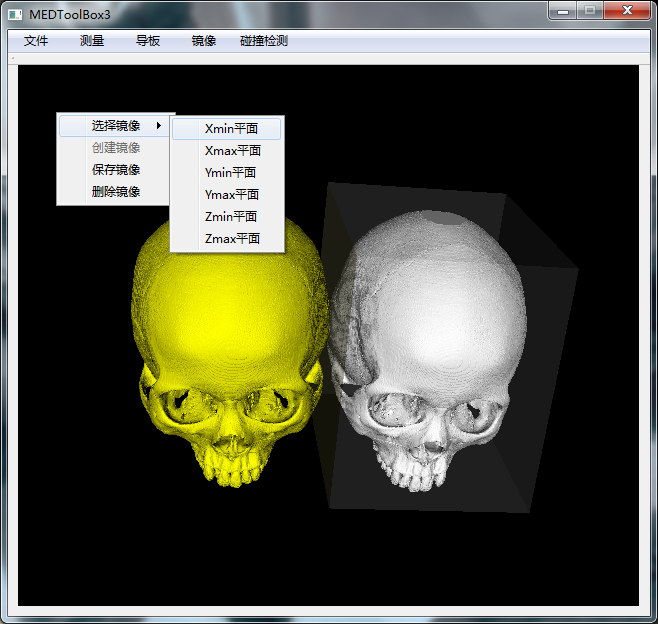 MEDToolBox3
文件 测量 导板 镜像 碰撞检测
选择镜像
创建镜像
保存镜像
删除镜像
Xmin平面
Xmax平面
Ymin平面
Ymax平面
Zmin平面
Zmax平面